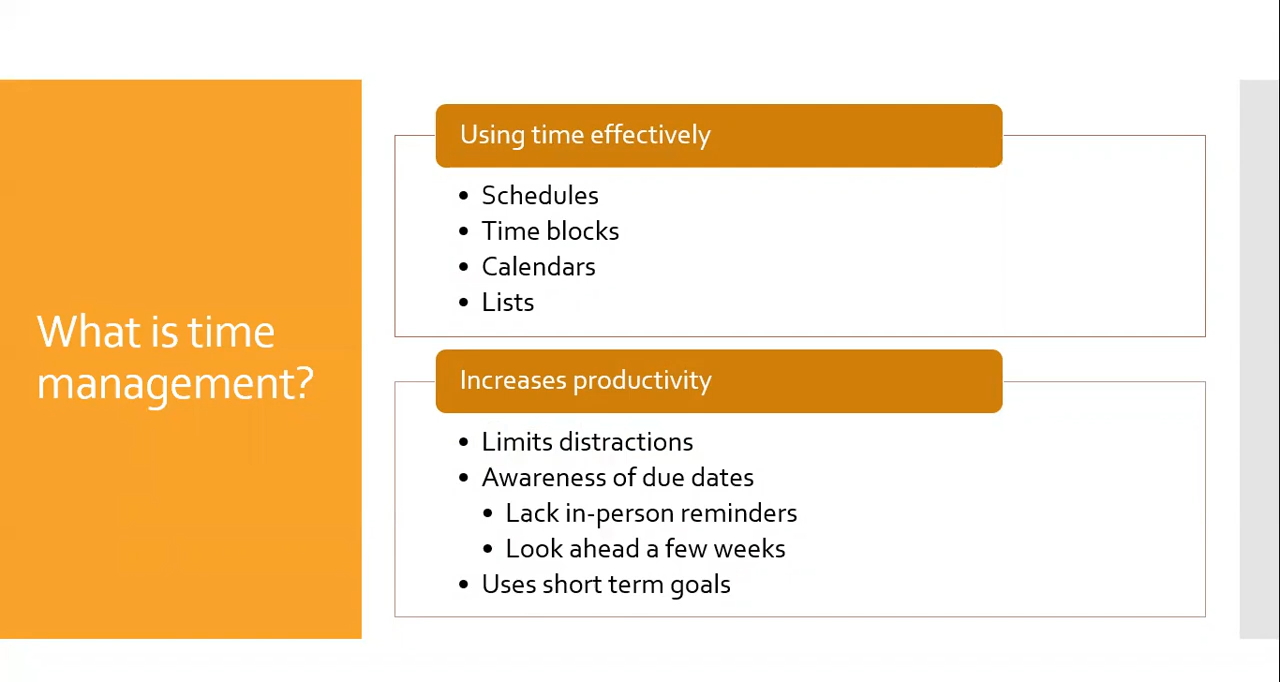 What is time
management?
Using time effectively
• Schedules
• Time blocks
• Calendars
• Lists
Increases productivity
• Limits distractions
• Awareness of due dates
• Lack in-person reminders
• Look ahead a few weeks
• Uses short term goals